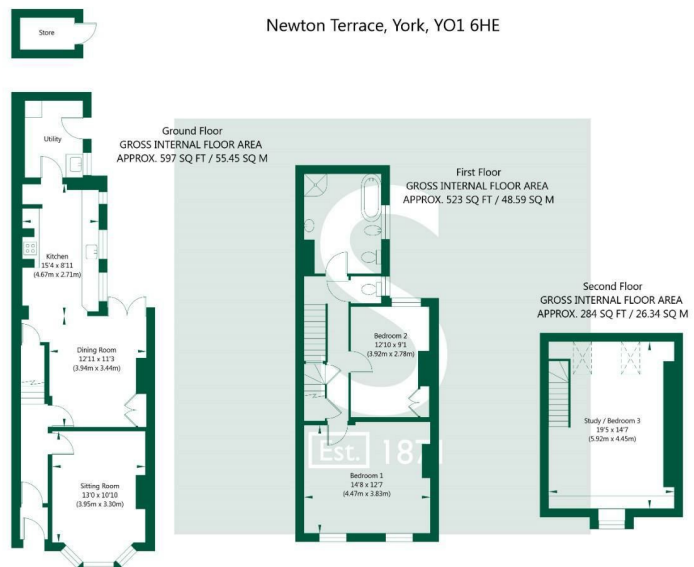 Newton Terrace, York, YO1 6HE
Store
Utility
Ground Floor
GROSS INTERNAL FLOOR AREA
APPROX. 597 SQ FT / 55.45 SQ M
Kitchen
15'4 x 8'11
(4.67m x 2.71m)
Dining Room
12'11 x 11'3
(3.94m x 3.44m)
Sitting Room
13'0 x 10'10
(3.95m x 3.30m)
First Floor
GROSS INTERNAL FLOOR AREA
APPROX. 523 SQ FT / 48.59 SQ M
S
Bedroom 2
12'10 x 9'1
(3.92m x 2.78m)
Est. 1871
Bedroom 1
14'8 x 12'7
(4.47m x 3.83m)
Second Floor
GROSS INTERNAL FLOOR AREA
APPROX. 284 SQ FT / 26.34 SQ M
Study / Bedroom 3
19'5 x 14'7
(5.92m x 4.45m)